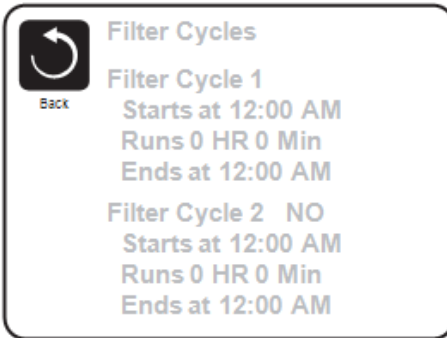 Filter Cycles
Back
Filter Cycle 1
Starts at 12:00 AM
Runs 0 HR 0 Min
Ends at 12:00 AM
Filter Cycle 2 NO
Starts at 12:00 AM
Runs 0 HR 0 Min
Ends at 12:00 AM